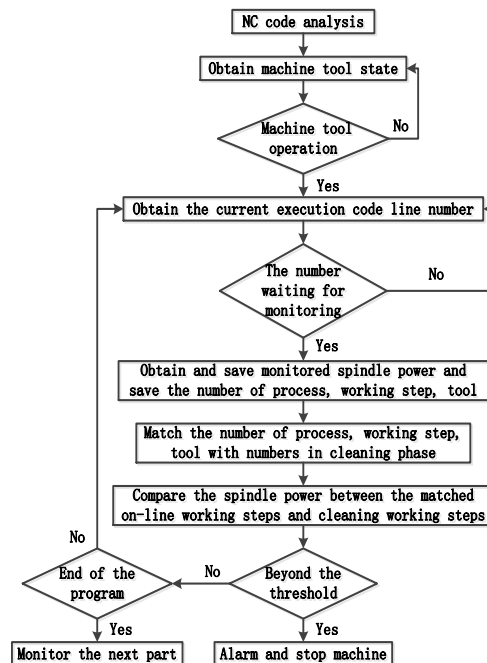 NC code analysis
Obtain machine tool state
Machine tool
operation
No
Yes
Obtain the current execution code line number
The number
waiting for
monitoring
No
Yes
Obtain and save monitored spindle power and
save the number of process, working step, tool
Match the number of process, working step,
tool with numbers in cleaning phase
Compare the spindle power between the matched
on-line working steps and cleaning working steps
No
End of the
program
No
Beyond the
threshold
Yes
Yes
Monitor the next part
Alarm and stop machine